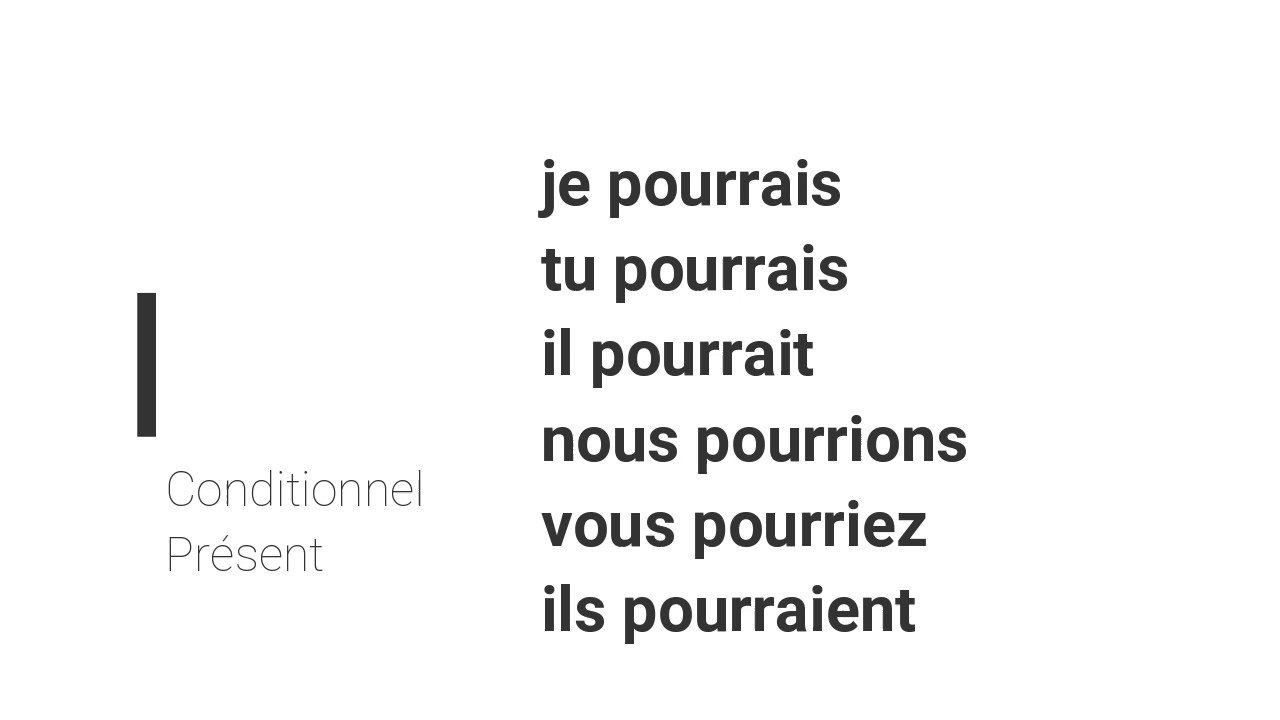 Conditionnel
Présent
je pourrais
tu pourrais
il pourrait
nous pourrions
vous pourriez
ils pourraient